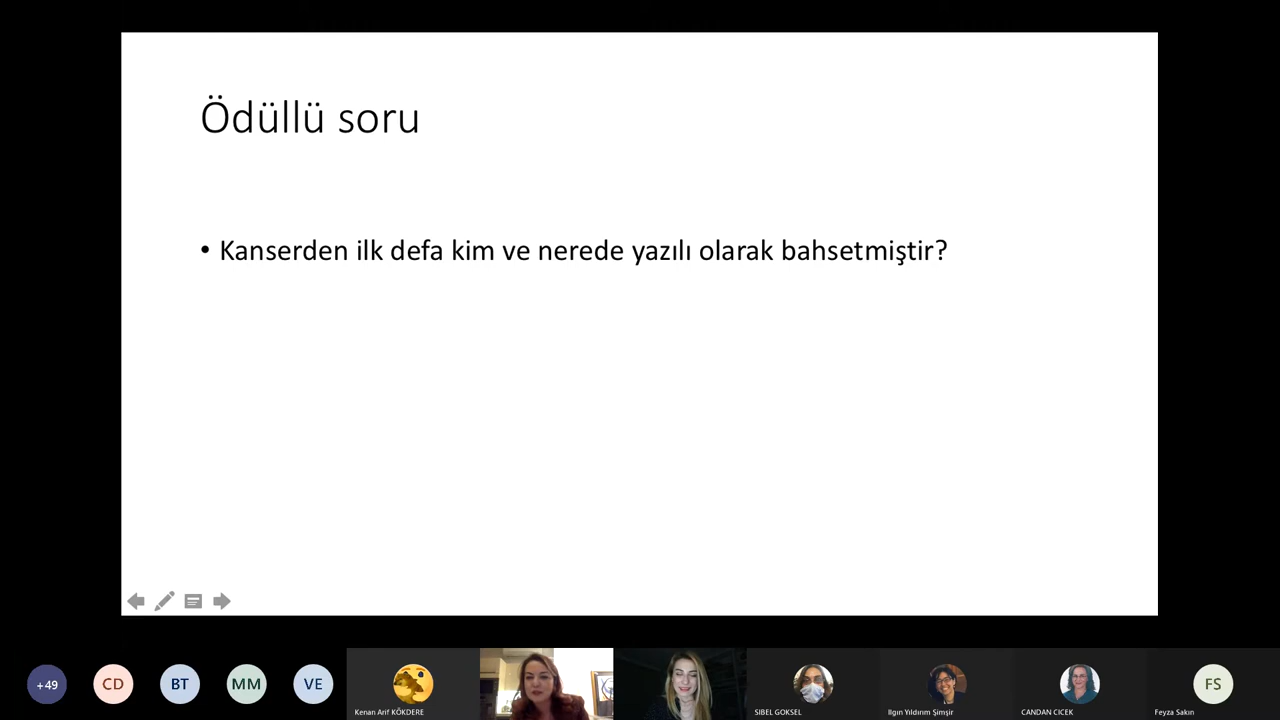 Ödüllü soru
• Kanserden ilk defa kim ve nerede yazılı olarak bahsetmiştir?
+49 CD BT MM VE FS
Kenan Arif KÖKDERE SIBEL GOKSEL Ilgın Yıldırım Şimşir CANDAN CICEK Feyza Sakın